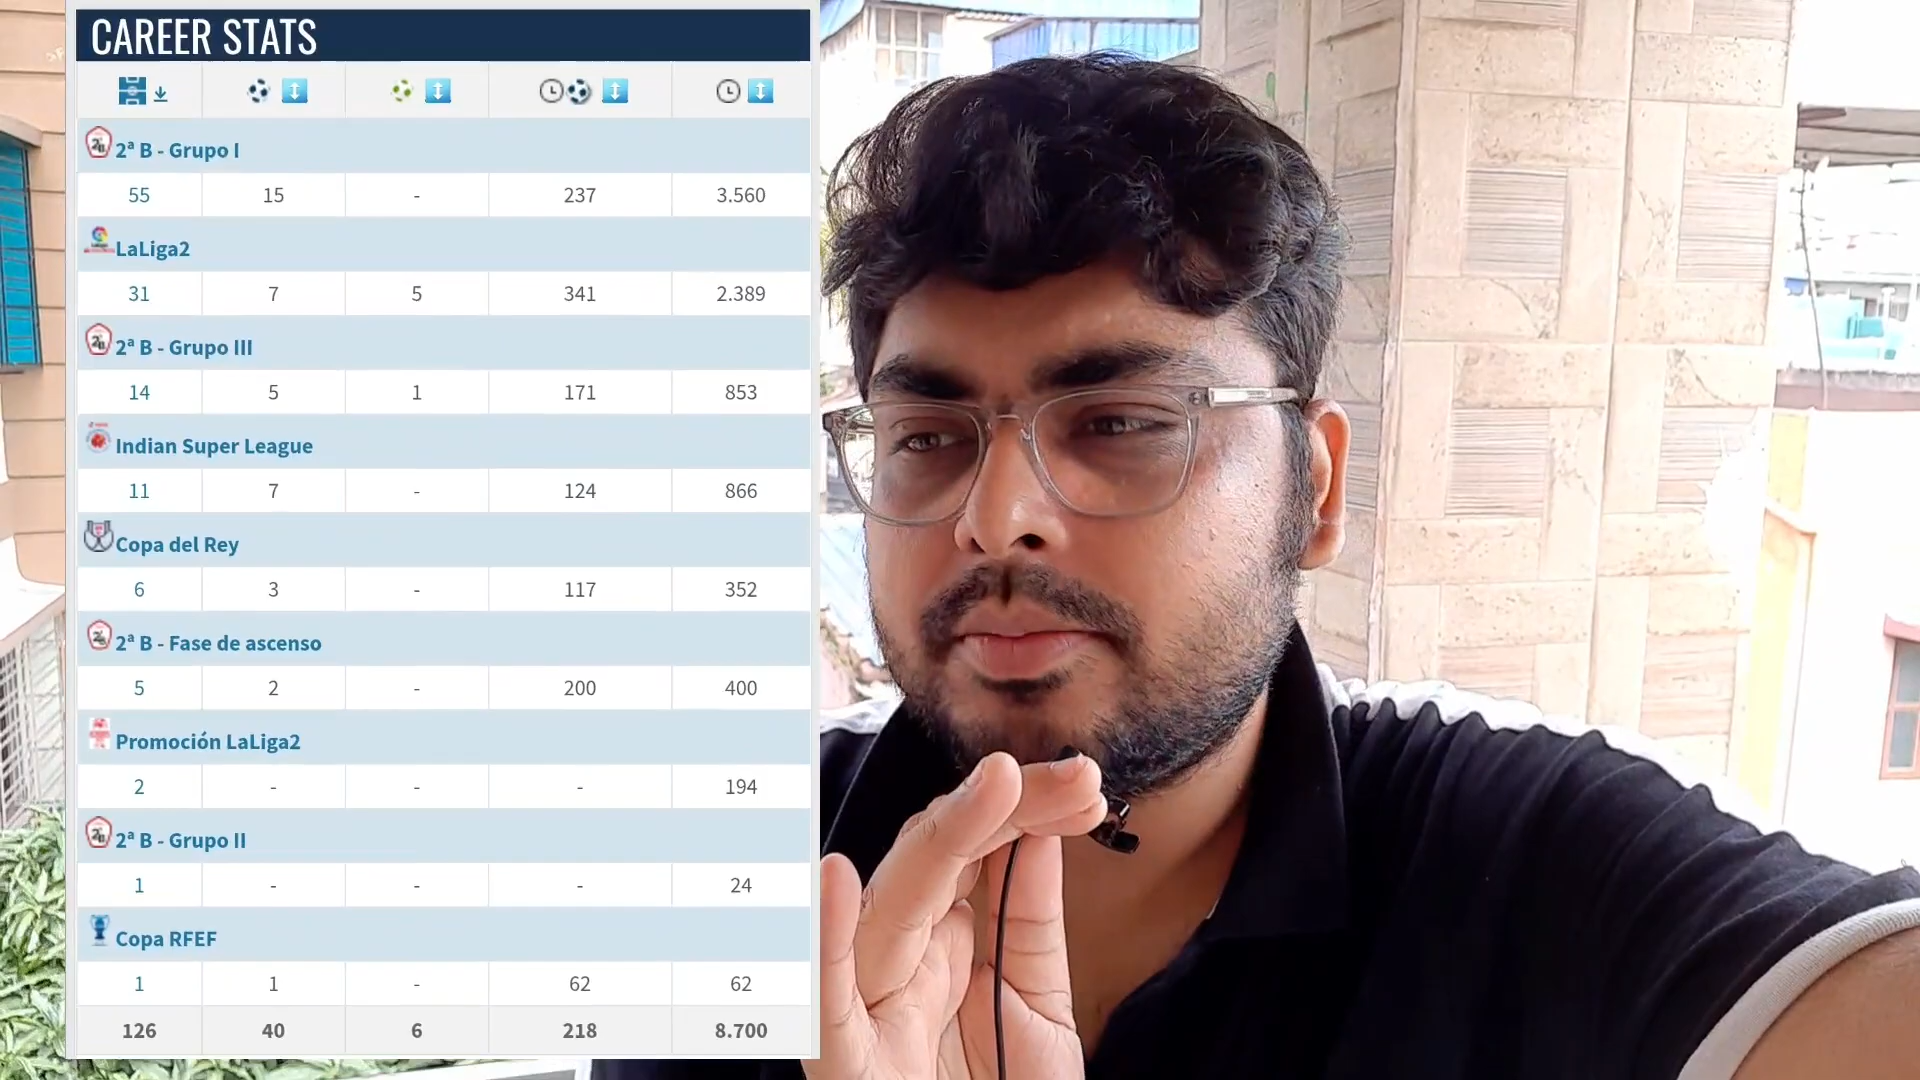 CAREER STATS
2ª B - Grupo I
55 15 - 237 3.560
LaLiga2
31 7 5 341 2.389
2ª B - Grupo III
14 5 1 171 853
Indian Super League
11 7 - 124 866
Copa del Rey
6 3 - 117 352
2ª B - Fase de ascenso
5 2 - 200 400
Promoción LaLiga2
2 - - - 194
2ª B - Grupo II
1 - - - 24
Copa RFEF
1 1 - 62 62
126 40 6 218 8.700